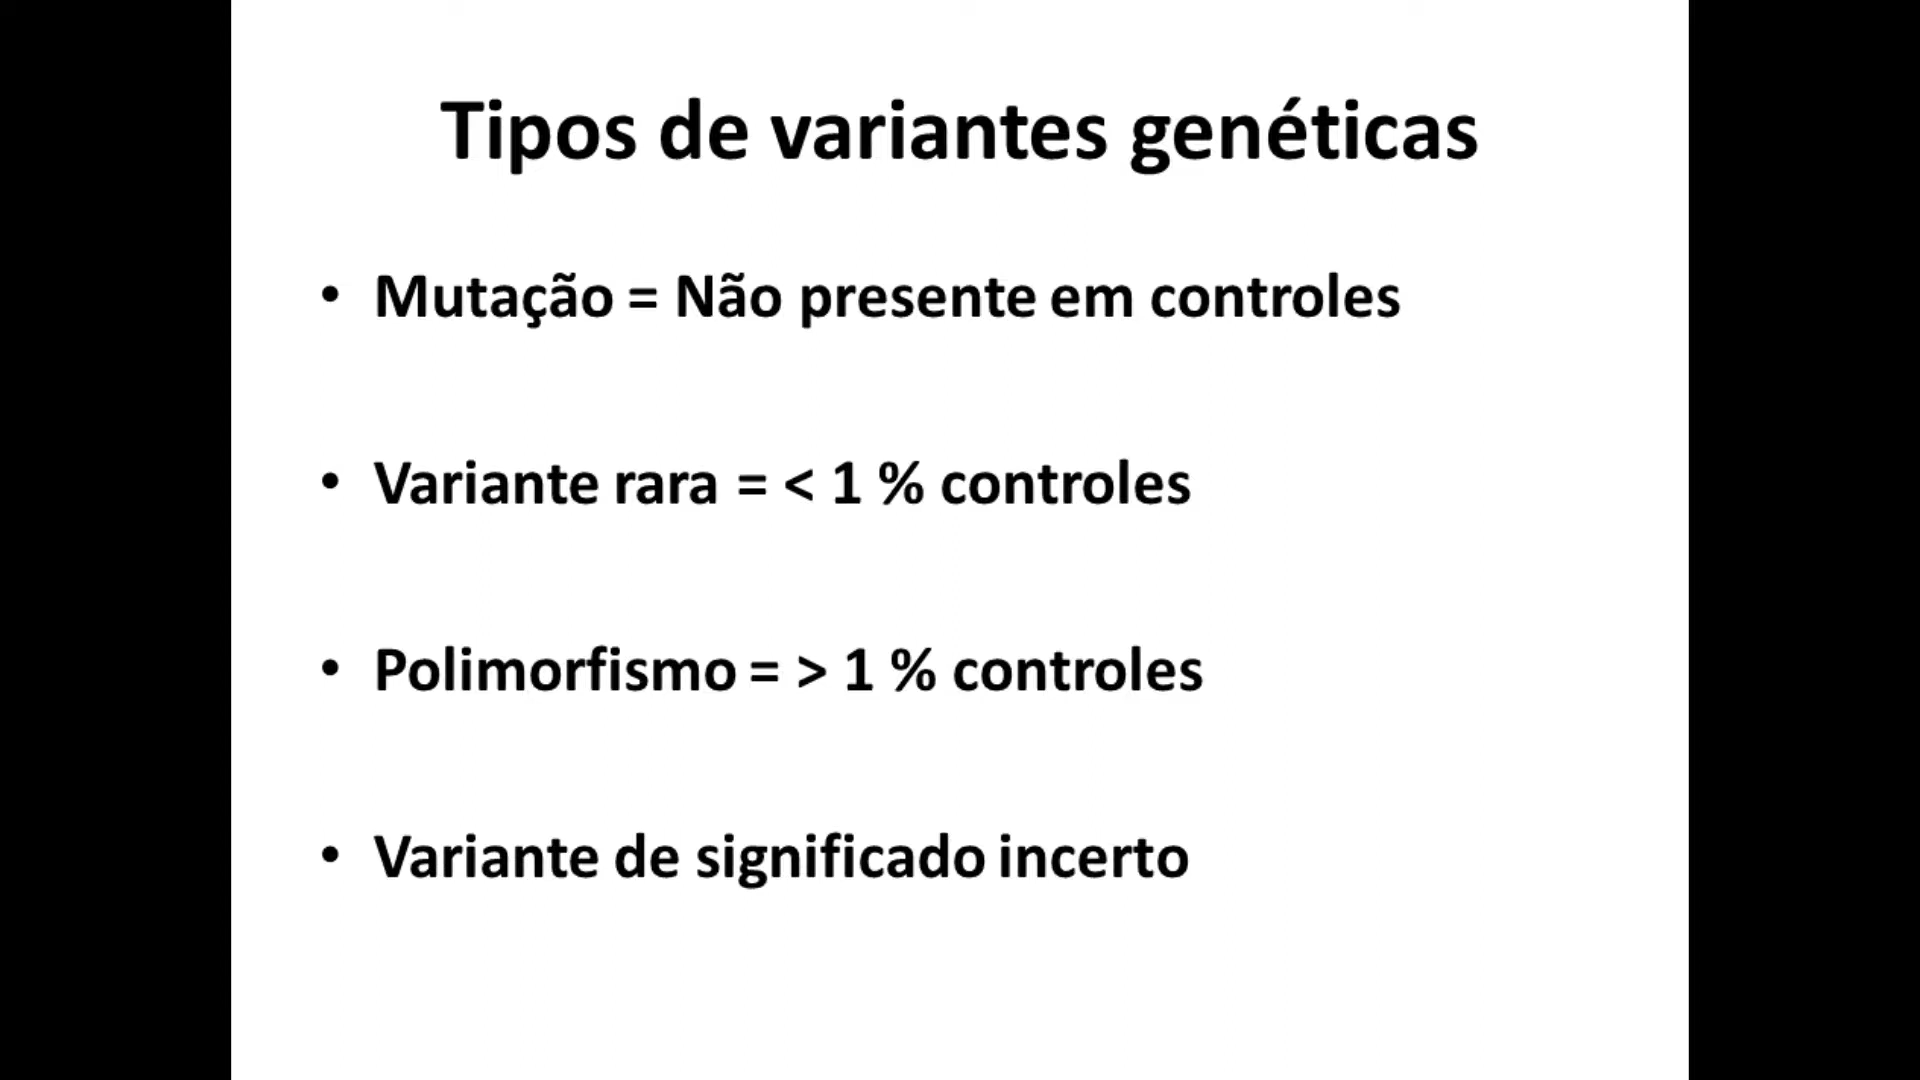 Tipos de variantes genéticas
• Mutação = Não presente em controles
• Variante rara = < 1 % controles
• Polimorfismo = > 1 % controles
• Variante de significado incerto